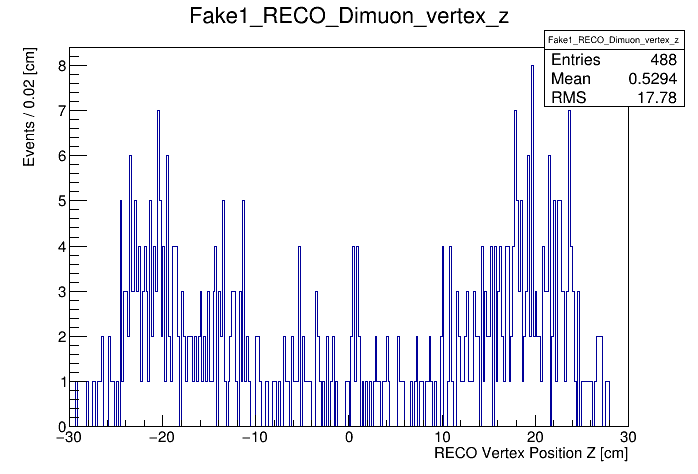 Fake1_RECO_Dimuon_vertex_z
Fake1_RECO_Dimuon_vertex_z
Entries 488
Mean 0.5294
RMS 17.78
Events / 0.02 [cm]
8
7
6
5
4
3
2
1
0
−30 −20 −10 0 10 20 30
RECO Vertex Position Z [cm]